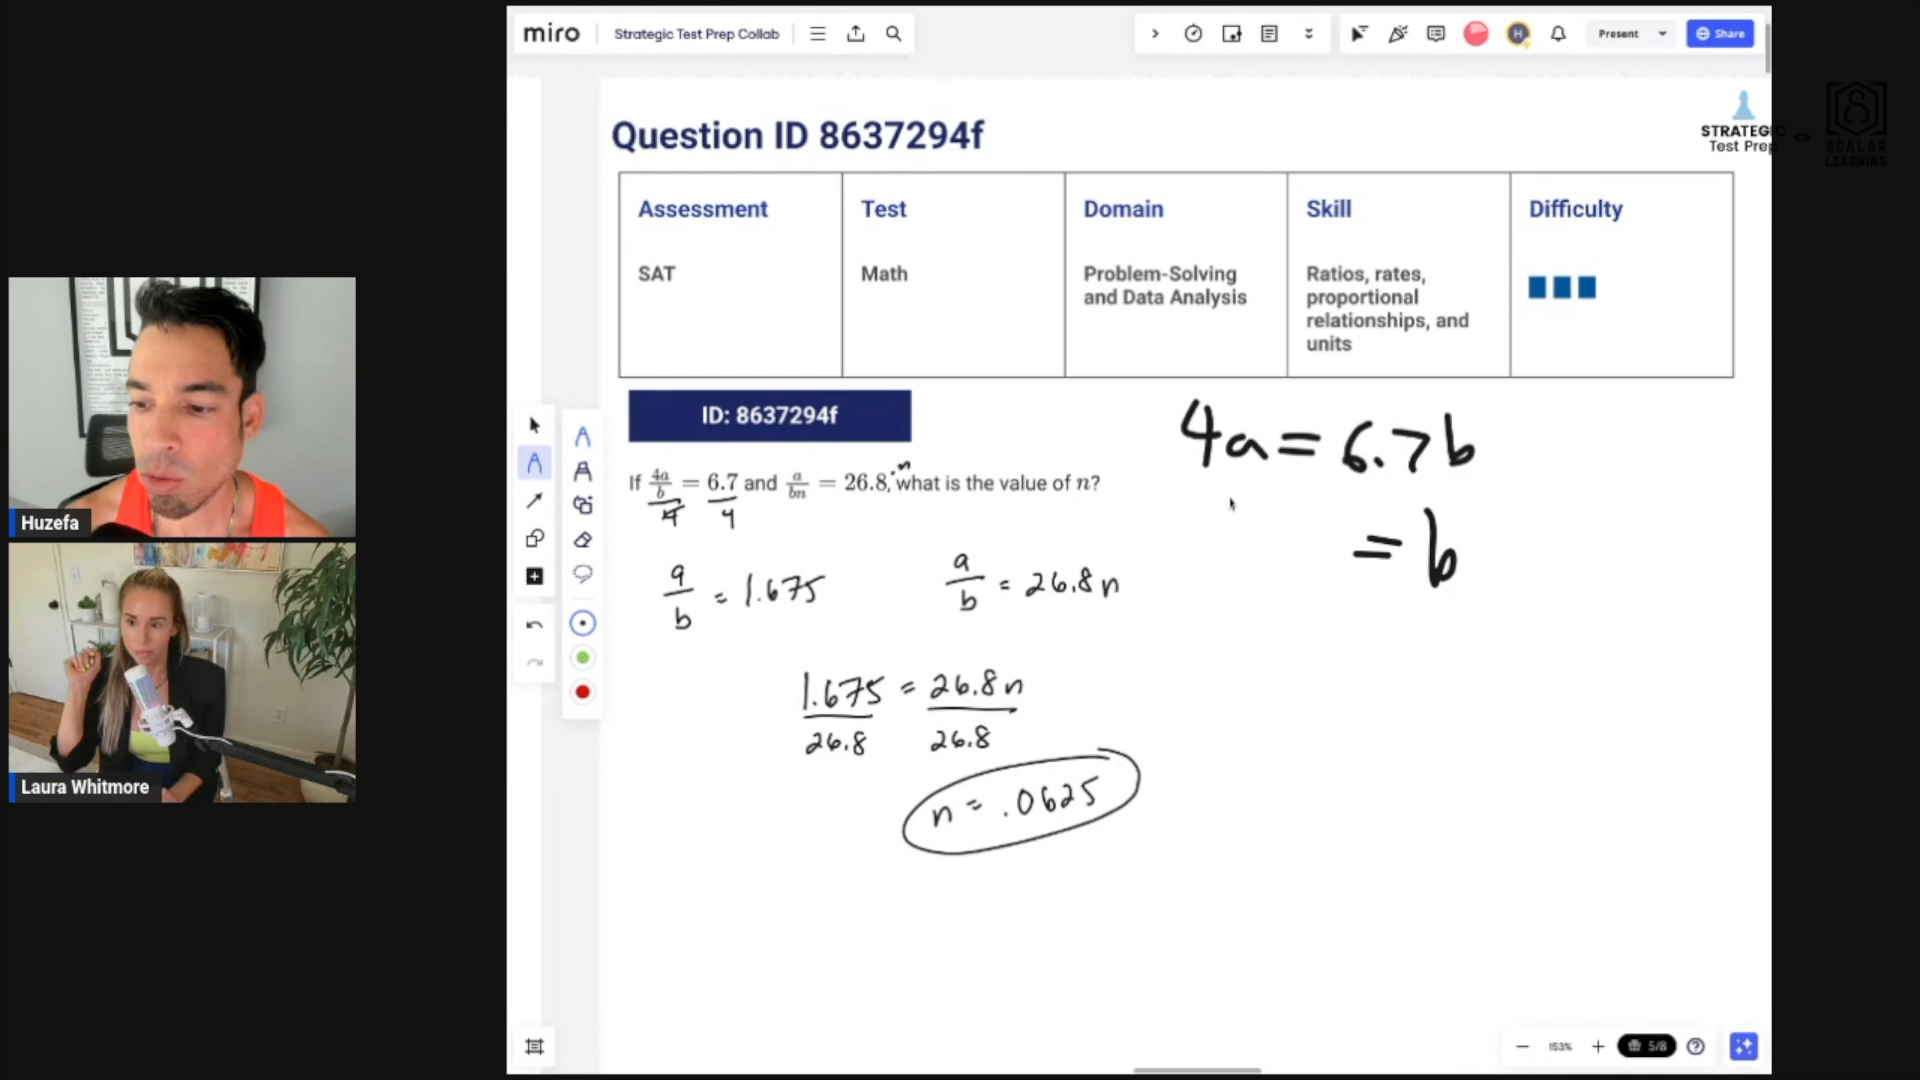 miro Strategic Test Prep Collab Present Share
Question ID 8637294f
STRATEGIC
Test Prep
SCALAR
LEARNING
Assessment Test Domain Skill Difficulty
SAT Math Problem-Solving and Data Analysis Ratios, rates, proportional relationships, and units
ID: 8637294f
4a = 6.7b
If 4a/b = 6.7 and a/bn = 26.8, what is the value of n?
·n
4 4
= b
a/b = 1.675 a/b = 26.8n
1.675 = 26.8n
26.8 26.8
n = .0625
Huzefa
Laura Whitmore
153% 5/8